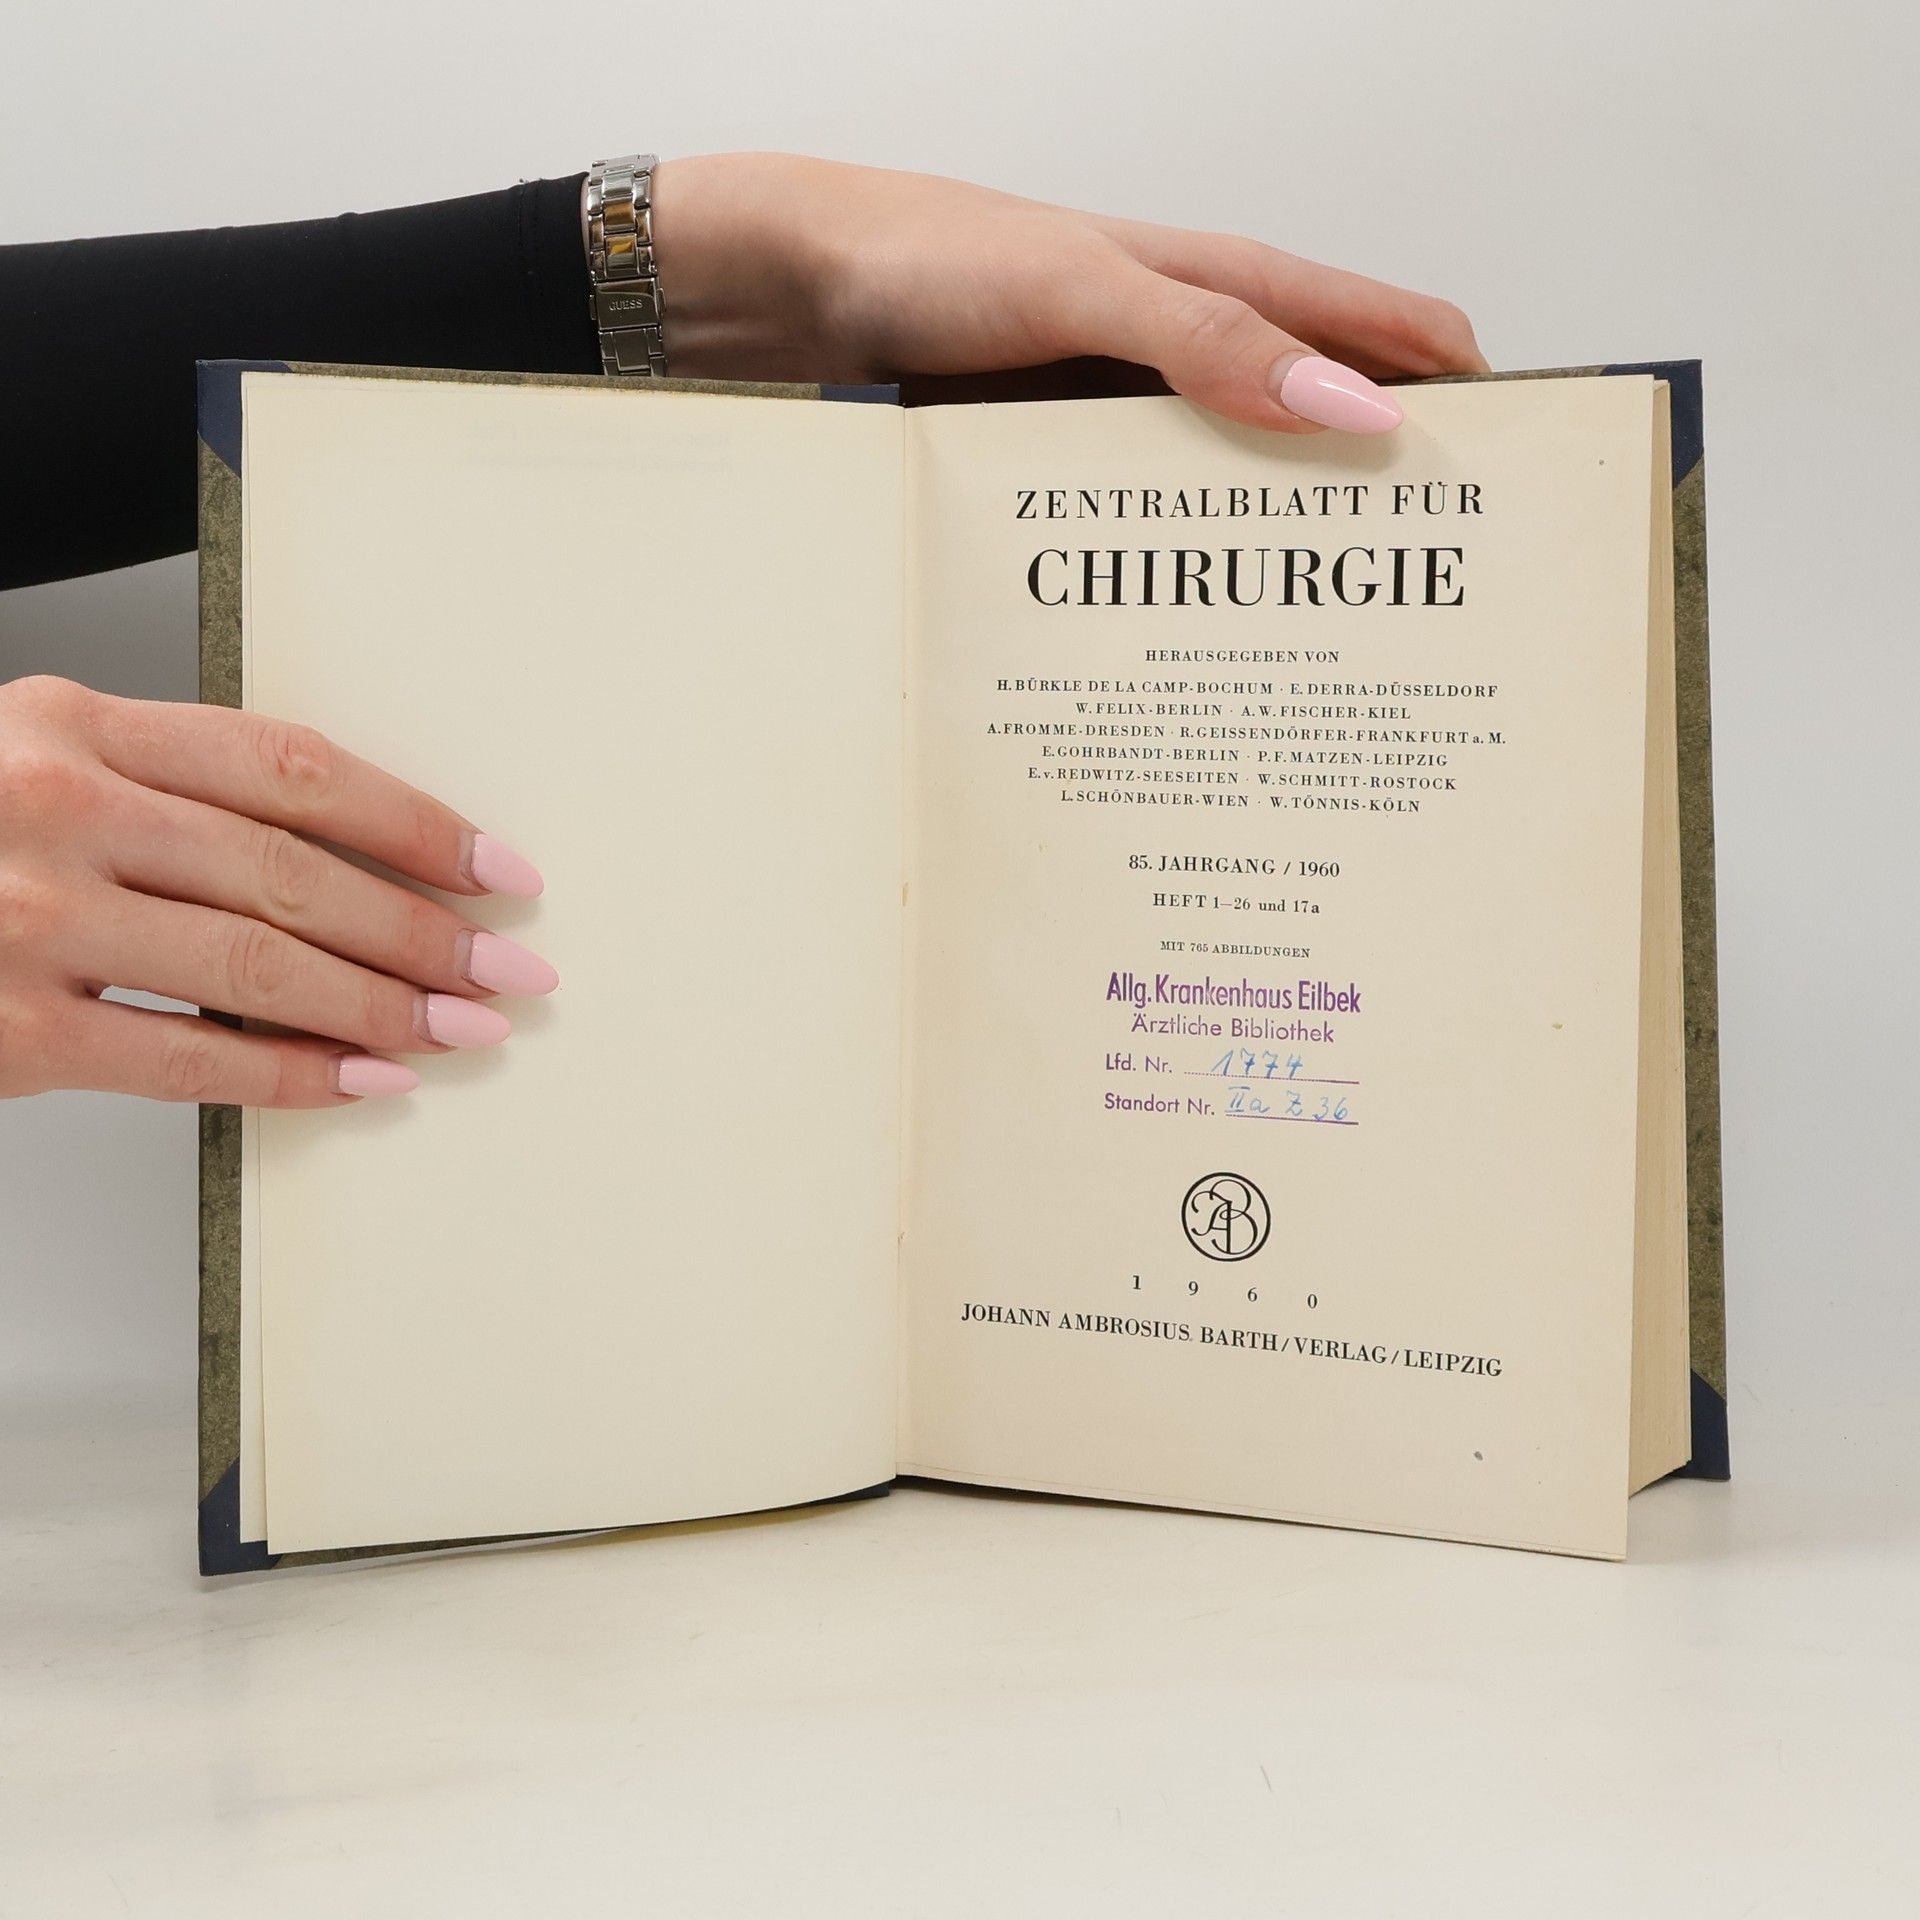 GUESS
ZENTRALBLATT FÜR
CHIRURGIE
HERAUSGEGEBEN VON
H. BÜRKLE DE LA CAMP-BOCHUM · E. DERRA-DÜSSELDORF
W. FELIX-BERLIN · A. W. FISCHER-KIEL
A. FROMME-DRESDEN · R. GEISSENDÖRFER-FRANKFURT a. M.
E. GOHRBANDT-BERLIN · P. F. MATZEN-LEIPZIG
E. v. REDWITZ-SEESEITEN · W. SCHMITT-ROSTOCK
L. SCHÖNBAUER-WIEN · W. TÖNNIS-KÖLN
85. JAHRGANG / 1960
HEFT 1—26 und 17a
MIT 765 ABBILDUNGEN
Allg. Krankenhaus Eilbek
Ärztliche Bibliothek
Lfd. Nr. 1774
Standort Nr. IIa Z 36
JAB
1 9 6 0
JOHANN AMBROSIUS BARTH / VERLAG / LEIPZIG